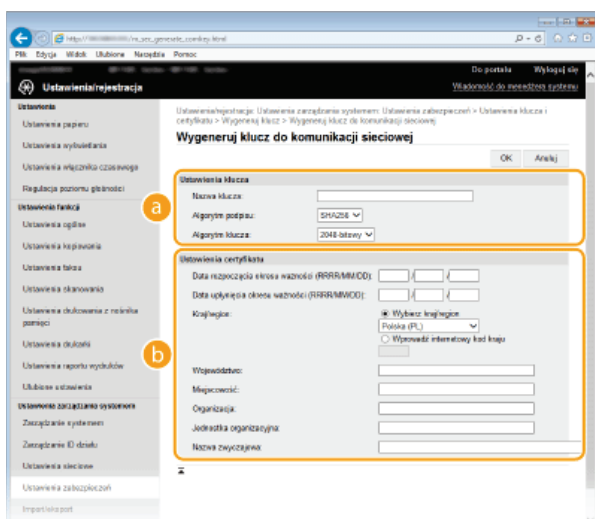 Plik Edycja Widok Ulubione Narzędzia Pomoc
Do portalu Wyloguj się
Ustawienia/rejestracja
Wiadomość do menedżera systemu
Ustawienia
Ustawienia papieru
Ustawienia wyświetlania
Ustawienia włącznika czasowego
Regulacja poziomu głośności
Ustawienia funkcji
Ustawienia ogólne
Ustawienia kopiowania
Ustawienia faksu
Ustawienia skanowania
Ustawienia drukowania z nośnika
pamięci
Ustawienia drukarki
Ustawienia raportu wydruków
Ulubione ustawienia
Ustawienia zarządzania systemem
Zarządzanie systemem
Zarządzanie ID działu
Ustawienia sieciowe
Ustawienia zabezpieczeń
Import/eksport
Ustawienia/rejestracja: Ustawienia zarządzania systemem: Ustawienia zabezpieczeń > Ustawienia klucza i
certyfikatu > Wygeneruj klucz > Wygeneruj klucz do komunikacji sieciowej
Wygeneruj klucz do komunikacji sieciowej
OK Anuluj
a
Ustawienia klucza
Nazwa klucza:
Algorytm podpisu: SHA256
Algorytm klucza: 2048-bitowy
b
Ustawienia certyfikatu
Data rozpoczęcia okresu ważności (RRRR/MM/DD): / /
Data upłynięcia okresu ważności (RRRR/MM/DD): / /
Kraj/region: Wybierz kraj/region
Polska (PL)
Wprowadź internetowy kod kraju
Województwo:
Miejscowość:
Organizacja:
Jednostka organizacyjna:
Nazwa zwyczajowa: